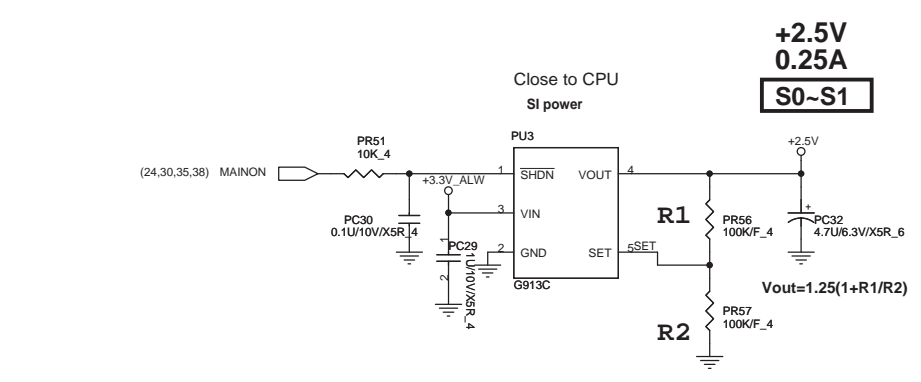 +2.5V
0.25A
S0~S1
Close to CPU
SI power
PU3
PR51
10K_4
+2.5V
(24,30,35,38) MAINON
+3.3V_ALW
1
SHDN
VOUT
4
3
VIN
R1
PR56
100K/F_4
+
PC32
4.7U/6.3V/X5R_6
PC30
0.1U/10V/X5R_4
1
PC29
1U/10V/X5R_4
2
2
GND
SET
5
SET
G913C
Vout=1.25(1+R1/R2)
R2
PR57
100K/F_4